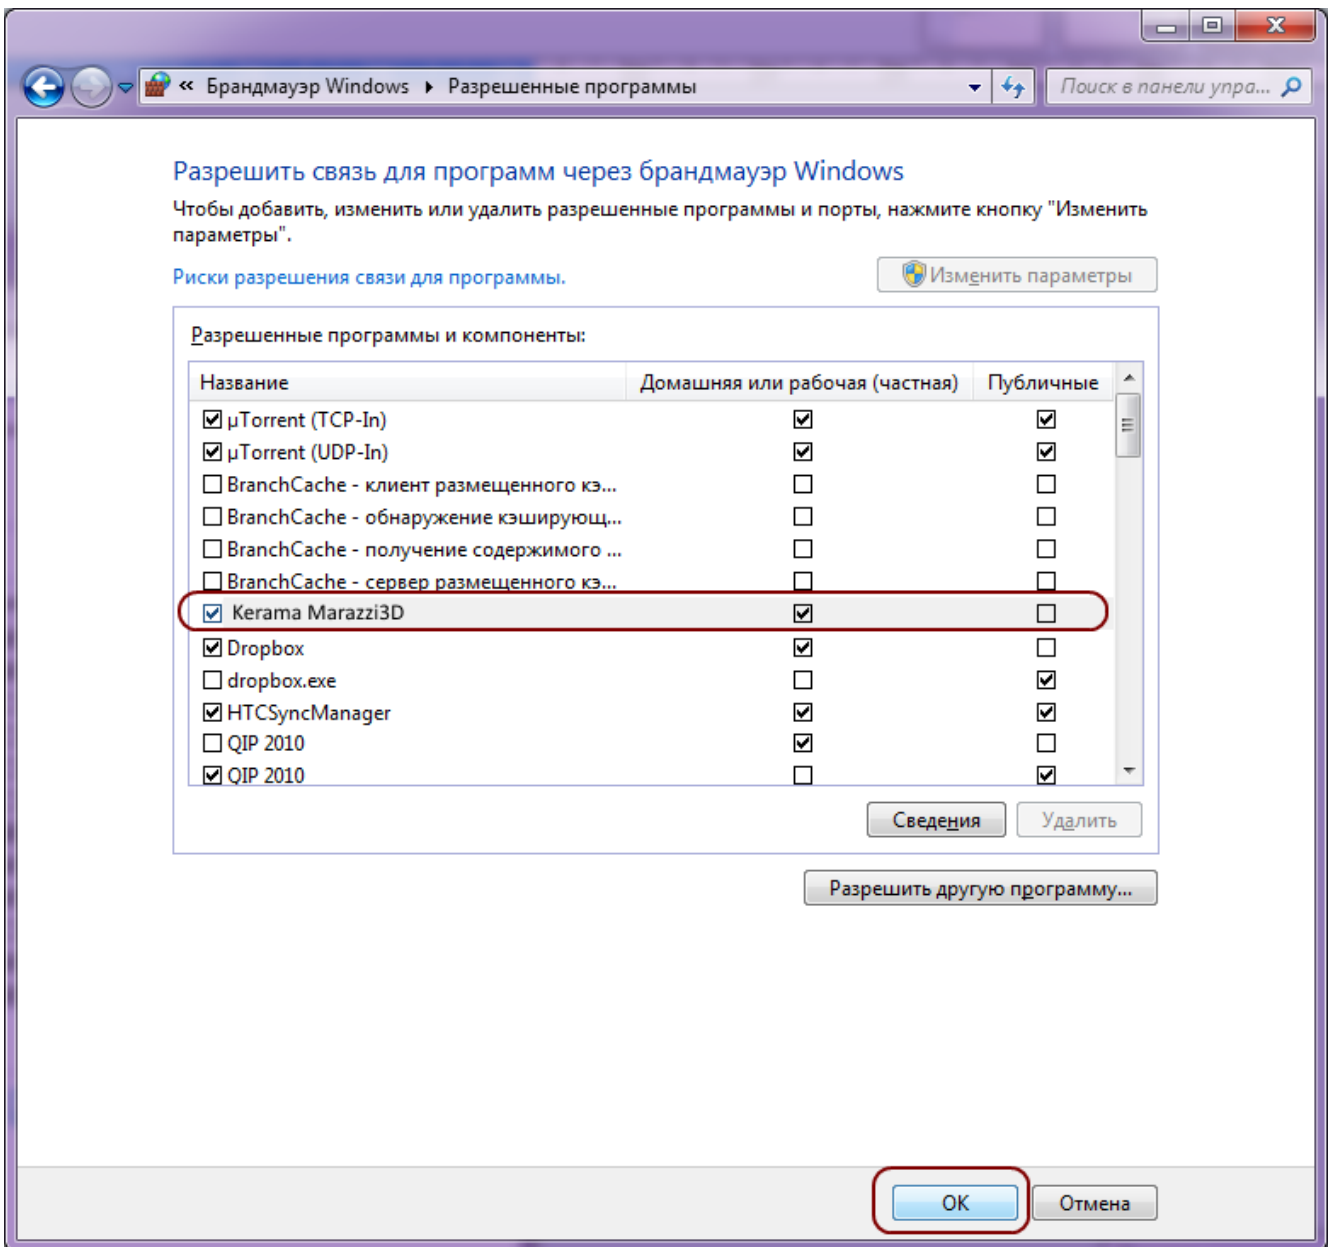 « Брандмауэр Windows ▸ Разрешенные программы
Поиск в панели упра...
Разрешить связь для программ через брандмауэр Windows
Чтобы добавить, изменить или удалить разрешенные программы и порты, нажмите кнопку "Изменить
параметры".
Риски разрешения связи для программы.
Изменить параметры
Разрешенные программы и компоненты:
Название Домашняя или рабочая (частная) Публичные
µTorrent (TCP-In)
µTorrent (UDP-In)
BranchCache - клиент размещенного кэ...
BranchCache - обнаружение кэширующ...
BranchCache - получение содержимого ...
BranchCache - сервер размещенного кэ...
Kerama Marazzi3D
Dropbox
dropbox.exe
HTCSyncManager
QIP 2010
QIP 2010
Сведения Удалить
Разрешить другую программу...
ОК Отмена